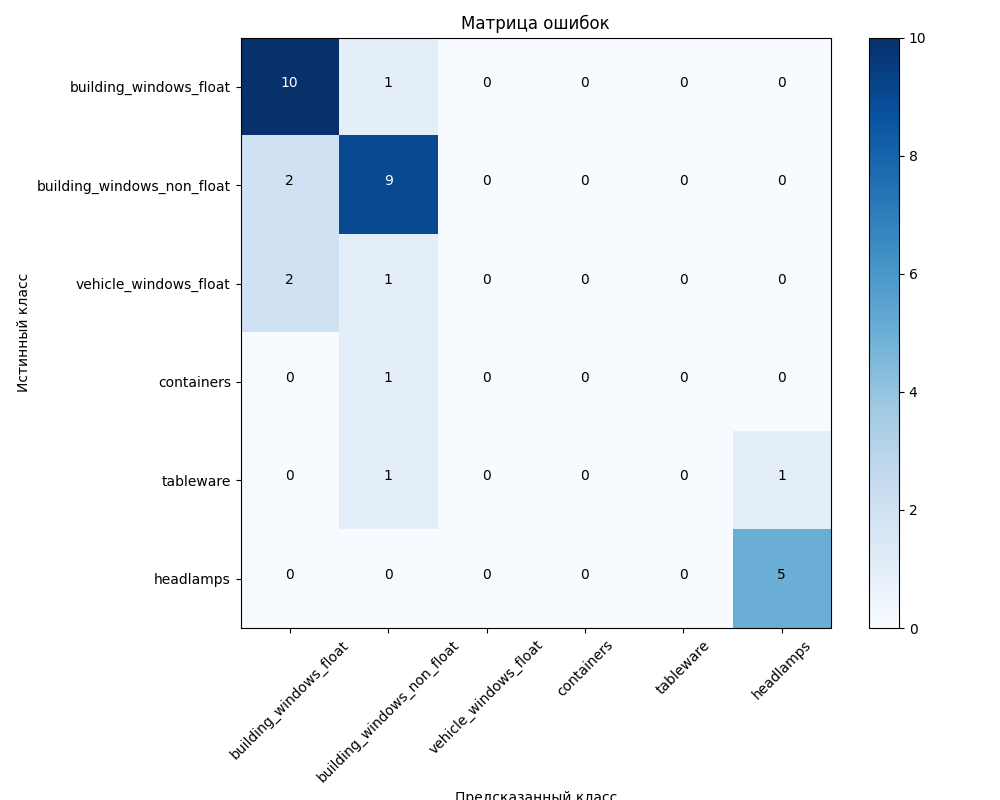 Матрица ошибок
Истинный класс
building_windows_float 10 1 0 0 0 0
building_windows_non_float 2 9 0 0 0 0
vehicle_windows_float 2 1 0 0 0 0
containers 0 1 0 0 0 0
tableware 0 1 0 0 0 1
headlamps 0 0 0 0 0 5
building_windows_float
building_windows_non_float
vehicle_windows_float
containers
tableware
headlamps
Предсказанный класс
10
8
6
4
2
0